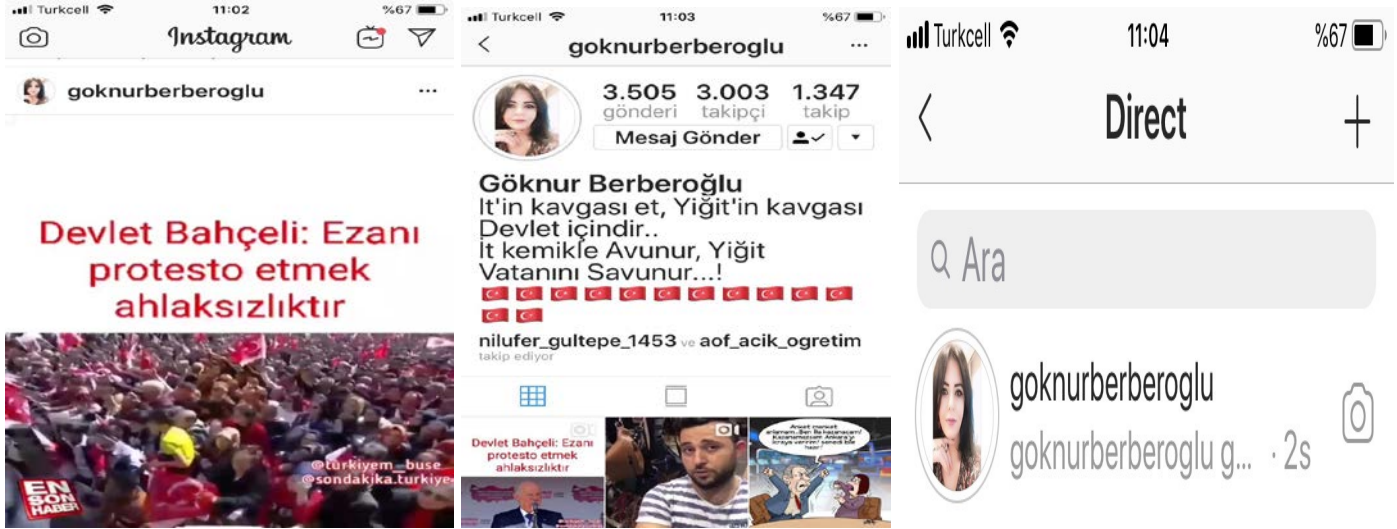 Turkcell 11:02 %67
Instagram
goknurberberoglu
Devlet Bahçeli: Ezanı
protesto etmek
ahlaksızlıktır
@turkiyem_buse
@sondakika.turkiye
EN
SON
HABER
Turkcell 11:03 %67
goknurberberoglu
3.505 3.003 1.347
gönderi takipçi takip
Mesaj Gönder
Göknur Berberoğlu
It'in kavgası et, Yiğit'in kavgası
Devlet içindir..
İt kemikle Avunur, Yiğit
Vatanını Savunur...!
nilufer_gultepe_1453 ve aof_acik_ogretim
takip ediyor
Devlet Bahçeli: Ezanı
protesto etmek
ahlaksızlıktır
Turkcell 11:04 %67
Direct
Ara
goknurberberoglu
goknurberberoglu g... · 2s